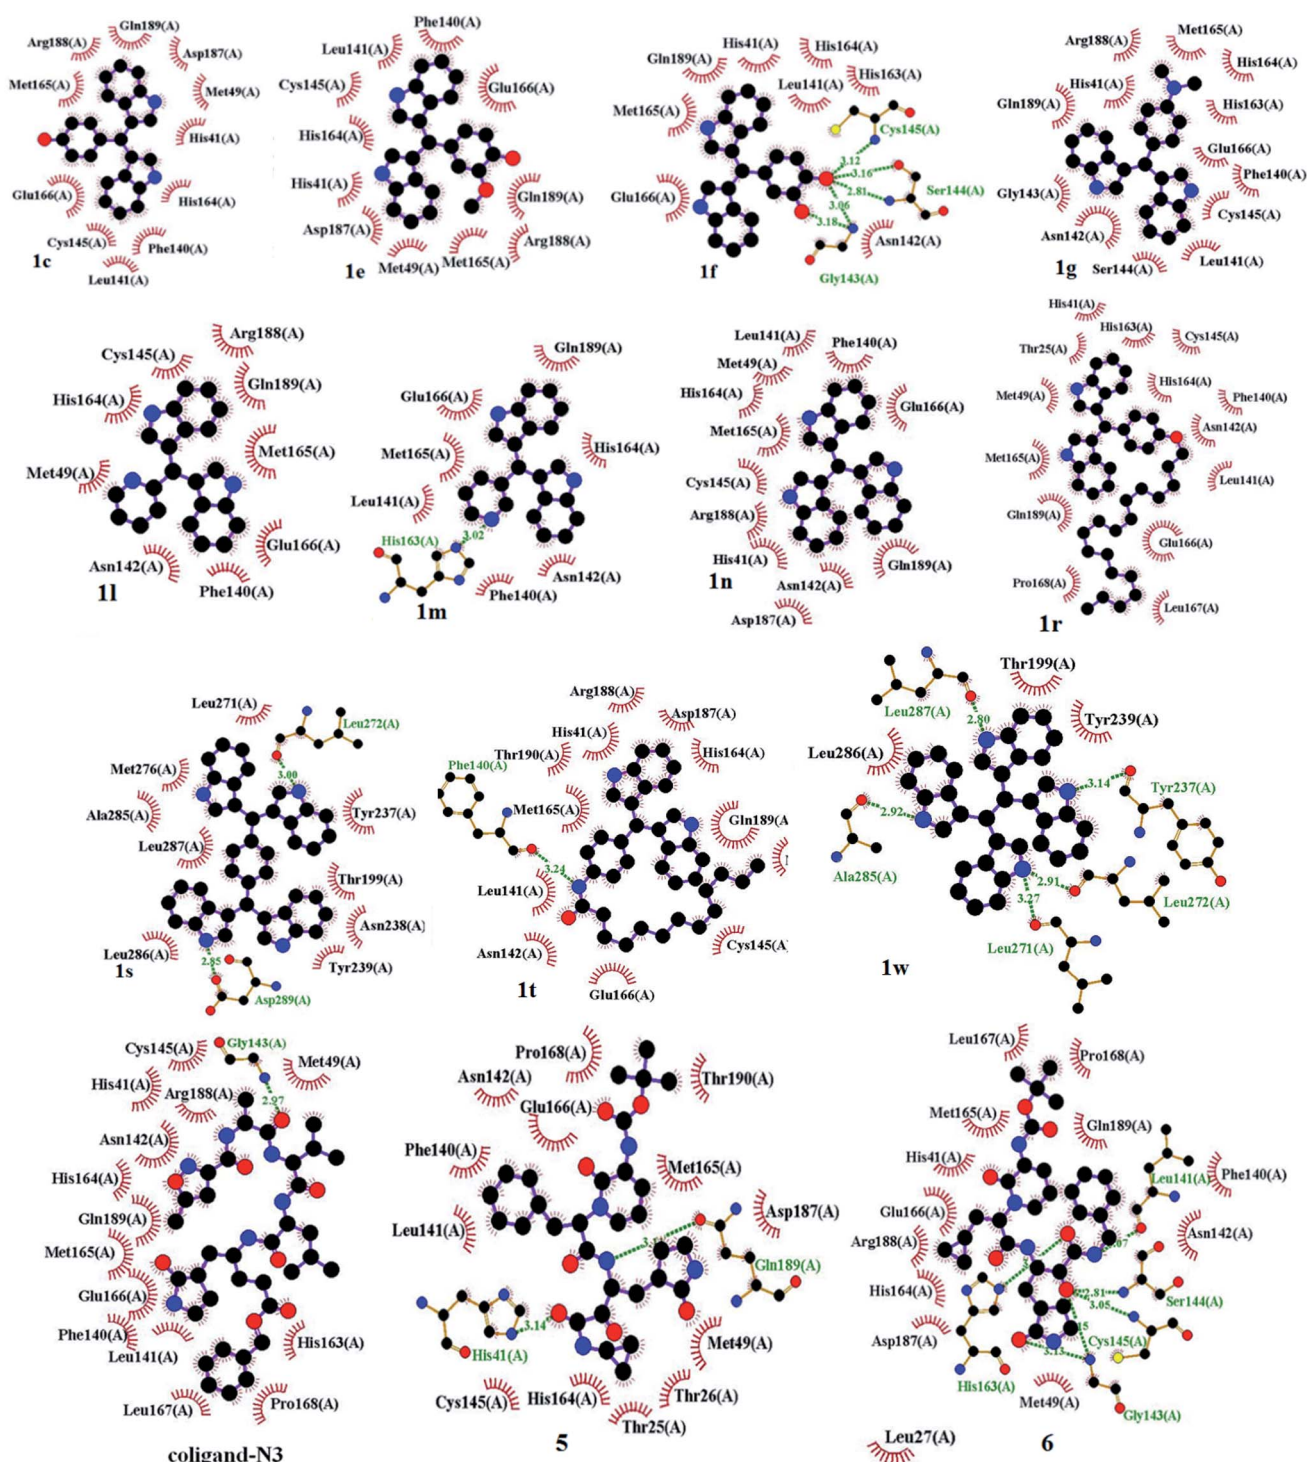 Gln189(A)
Arg188(A)
Asp187(A)
Met165(A)
Met49(A)
His41(A)
Glu166(A)
His164(A)
Cys145(A)
Phe140(A)
Leu141(A)
1c
Phe140(A)
Leu141(A)
Cys145(A)
Glu166(A)
His164(A)
His41(A)
Gln189(A)
Asp187(A)
Arg188(A)
Met49(A)
Met165(A)
1e
His41(A)
His164(A)
Gln189(A)
His163(A)
Leu141(A)
Met165(A)
Cys145(A)
3.12
3.16
Glu166(A)
2.81
Ser144(A)
3.06
3.18
Asn142(A)
Gly143(A)
1f
Met165(A)
Arg188(A)
His164(A)
His41(A)
Gln189(A)
His163(A)
Glu166(A)
Phe140(A)
Gly143(A)
Cys145(A)
Asn142(A)
Leu141(A)
Ser144(A)
1g
Arg188(A)
Cys145(A)
Gln189(A)
His164(A)
Met165(A)
Met49(A)
Glu166(A)
Asn142(A)
Phe140(A)
1l
Gln189(A)
Glu166(A)
His164(A)
Met165(A)
Leu141(A)
His163(A)
3.02
Asn142(A)
Phe140(A)
1m
Leu141(A)
Phe140(A)
Met49(A)
His164(A)
Glu166(A)
Met165(A)
Cys145(A)
Arg188(A)
His41(A)
Gln189(A)
Asn142(A)
1n
Asp187(A)
His41(A)
His163(A)
Cys145(A)
Thr25(A)
His164(A)
Met49(A)
Phe140(A)
Asn142(A)
Met165(A)
Leu141(A)
Gln189(A)
Glu166(A)
Pro168(A)
Leu167(A)
1r
Leu271(A)
Leu272(A)
Met276(A)
3.00
Ala285(A)
Tyr237(A)
Leu287(A)
Thr199(A)
Asn238(A)
Leu286(A)
Tyr239(A)
2.85
Asp289(A)
1s
Arg188(A)
Asp187(A)
His41(A)
Thr190(A)
His164(A)
Phe140(A)
Met165(A)
Gln189(A)
3.24
Leu141(A)
Asn142(A)
Cys145(A)
Glu166(A)
1t
Thr199(A)
Leu287(A)
2.80
Tyr239(A)
Leu286(A)
3.14
Tyr237(A)
2.92
Ala285(A)
2.91
3.27
Leu272(A)
Leu271(A)
1w
Gly143(A)
Cys145(A)
Met49(A)
His41(A)
Arg188(A)
2.97
Asn142(A)
His164(A)
Gln189(A)
Met165(A)
Glu166(A)
Phe140(A)
His163(A)
Leu141(A)
Leu167(A)
Pro168(A)
coligand-N3
Pro168(A)
Asn142(A)
Thr190(A)
Glu166(A)
Phe140(A)
Met165(A)
Asp187(A)
Leu141(A)
Gln189(A)
3.14
His41(A)
Met49(A)
Cys145(A)
His164(A)
Thr26(A)
Thr25(A)
5
Leu167(A)
Pro168(A)
Met165(A)
Gln189(A)
His41(A)
Phe140(A)
Leu141(A)
Glu166(A)
Asn142(A)
Arg188(A)
His164(A)
2.81
Ser144(A)
3.05
Asp187(A)
Cys145(A)
3.13
His163(A)
Met49(A)
Gly143(A)
Leu27(A)
6